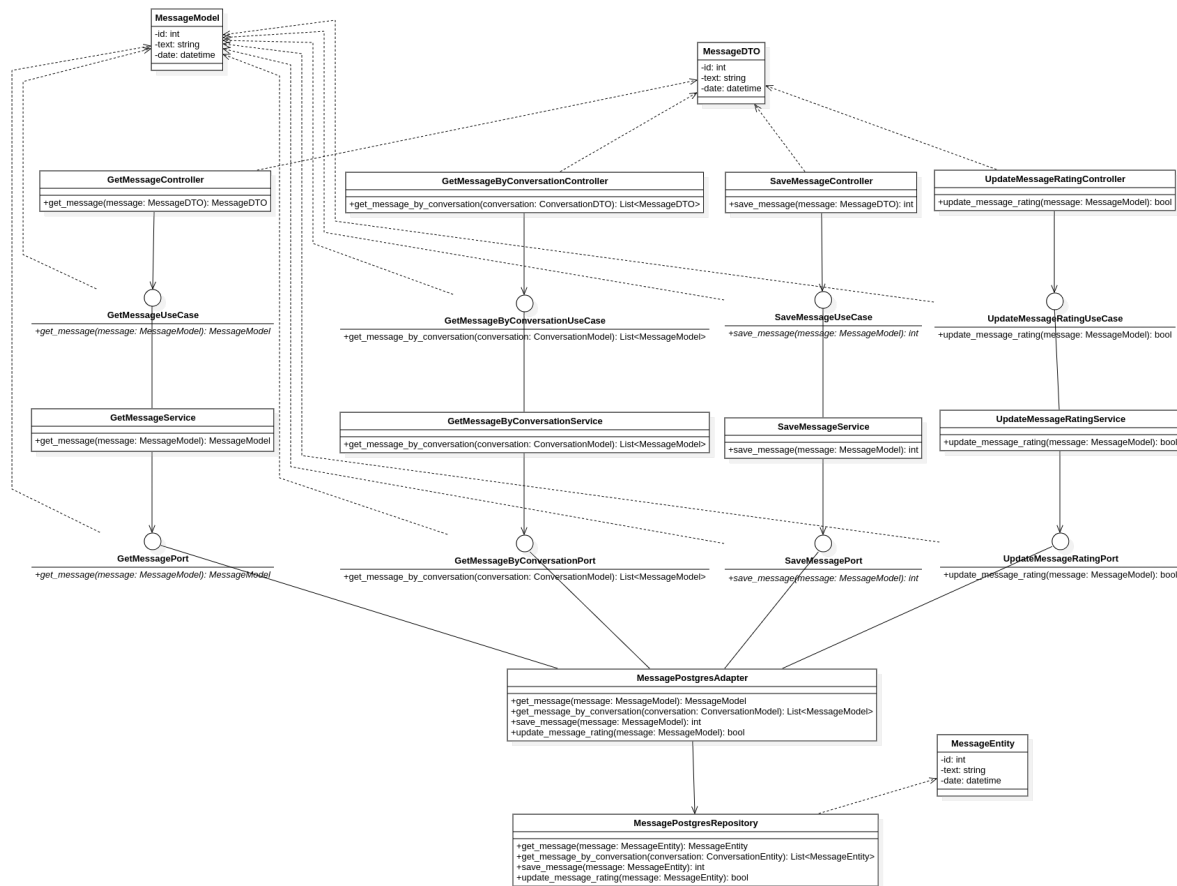 MessageModel
-id: int
-text: string
-date: datetime
MessageDTO
-id: int
-text: string
-date: datetime
GetMessageController
+get_message(message: MessageDTO): MessageDTO
GetMessageByConversationController
+get_message_by_conversation(conversation: ConversationDTO): List<MessageDTO>
SaveMessageController
+save_message(message: MessageDTO): int
UpdateMessageRatingController
+update_message_rating(message: MessageModel): bool
GetMessageUseCase
+get_message(message: MessageModel): MessageModel
GetMessageByConversationUseCase
+get_message_by_conversation(conversation: ConversationModel): List<MessageModel>
SaveMessageUseCase
+save_message(message: MessageModel): int
UpdateMessageRatingUseCase
+update_message_rating(message: MessageModel): bool
GetMessageService
+get_message(message: MessageModel): MessageModel
GetMessageByConversationService
+get_message_by_conversation(conversation: ConversationModel): List<MessageModel>
SaveMessageService
+save_message(message: MessageModel): int
UpdateMessageRatingService
+update_message_rating(message: MessageModel): bool
GetMessagePort
+get_message(message: MessageModel): MessageModel
GetMessageByConversationPort
+get_message_by_conversation(conversation: ConversationModel): List<MessageModel>
SaveMessagePort
+save_message(message: MessageModel): int
UpdateMessageRatingPort
+update_message_rating(message: MessageModel): bool
MessagePostgresAdapter
+get_message(message: MessageModel): MessageModel
+get_message_by_conversation(conversation: ConversationModel): List<MessageModel>
+save_message(message: MessageModel): int
+update_message_rating(message: MessageModel): bool
MessageEntity
-id: int
-text: string
-date: datetime
MessagePostgresRepository
+get_message(message: MessageEntity): MessageEntity
+get_message_by_conversation(conversation: ConversationEntity): List<MessageEntity>
+save_message(message: MessageEntity): int
+update_message_rating(message: MessageEntity): bool